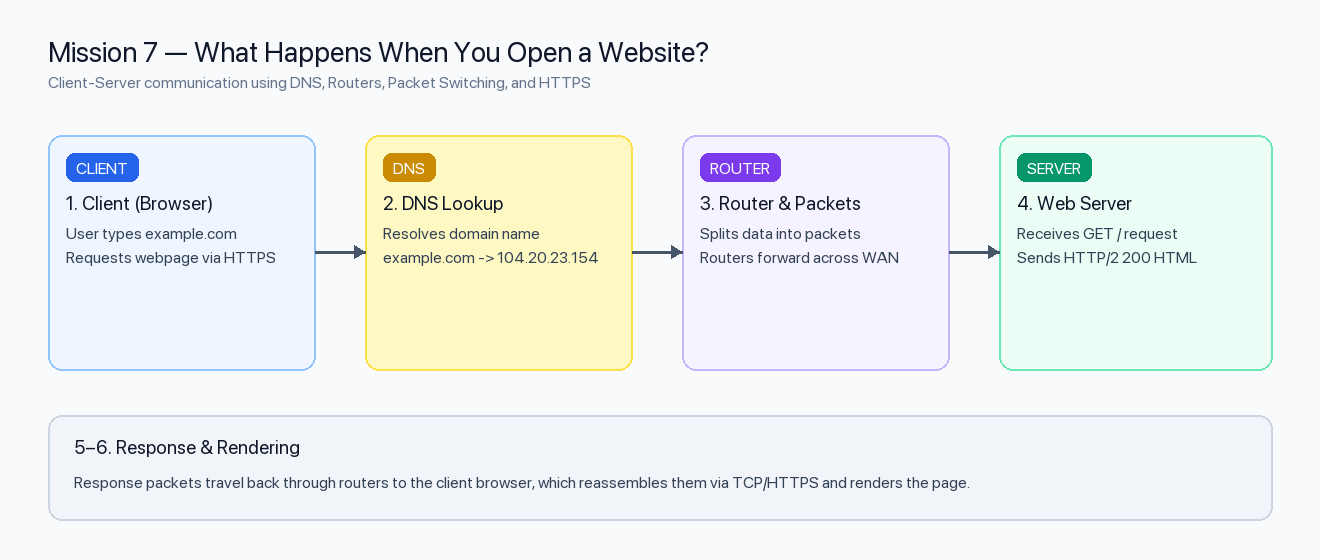 Mission 7 — What Happens When You Open a Website?
Client-Server communication using DNS, Routers, Packet Switching, and HTTPS
CLIENT
1. Client (Browser)
User types example.com
Requests webpage via HTTPS
DNS
2. DNS Lookup
Resolves domain name
example.com -> 104.20.23.154
ROUTER
3. Router & Packets
Splits data into packets
Routers forward across WAN
SERVER
4. Web Server
Receives GET / request
Sends HTTP/2 200 HTML
5–6. Response & Rendering
Response packets travel back through routers to the client browser, which reassembles them via TCP/HTTPS and renders the page.